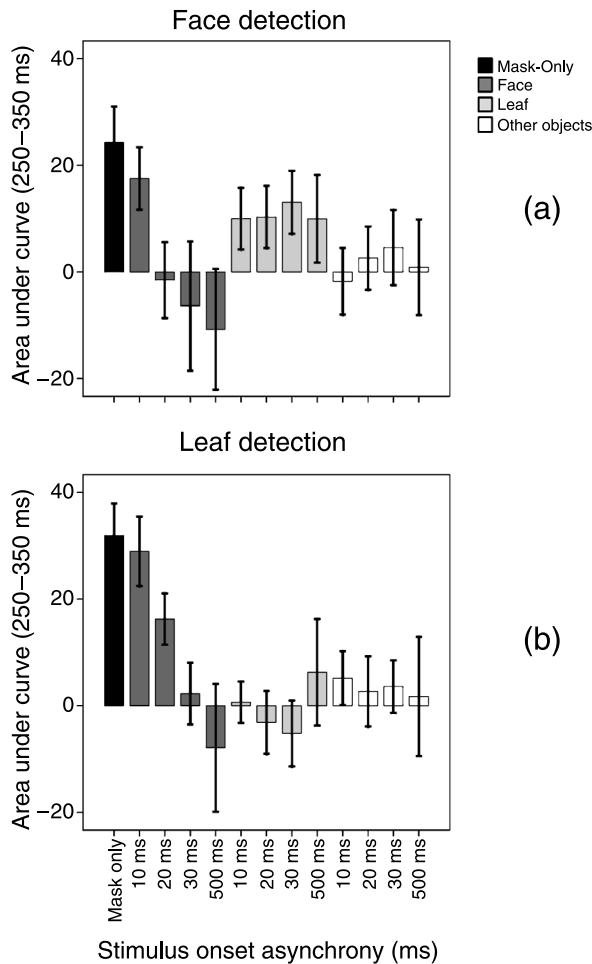 Face detection
Mask-Only
Face
Leaf
Other objects
(a)
Area under curve (250–350 ms)
40
20
0
−20
Leaf detection
(b)
Area under curve (250–350 ms)
40
20
0
−20
Mask only
10 ms
20 ms
30 ms
500 ms
10 ms
20 ms
30 ms
500 ms
10 ms
20 ms
30 ms
500 ms
Stimulus onset asynchrony (ms)